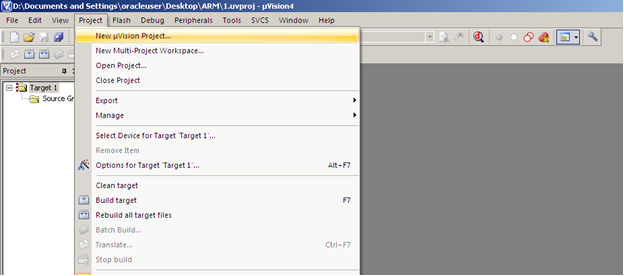 D:\Documents and Settings\oracleuser\Desktop\ARM\1.uvproj - µVision4
File Edit View Project Flash Debug Peripherals Tools SVCS Window Help
New µVision Project...
New Multi-Project Workspace...
Open Project...
Close Project
Export
Manage
Select Device for Target 'Target 1'...
Remove Item
Options for Target 'Target 1'... Alt+F7
Clean target
Build target F7
Rebuild all target files
Batch Build...
Translate... Ctrl+F7
Stop build
Project
Target 1
Source Gr